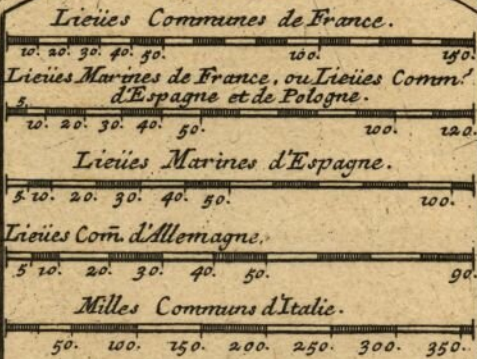 Lieües Communes de France.
10. 20. 30. 40. 50. 100. 150.
Lieües Marines de France, ou Lieües Comm.s
d'Espagne et de Pologne.
5. 10. 20. 30. 40. 50. 100. 120.
Lieües Marines d'Espagne.
5. 10. 20. 30. 40. 50. 100.
Lieües Com̄. d'Allemagne.
5. 10. 20. 30. 40. 50. 90.
Milles Communs d'Italie.
50. 100. 150. 200. 250. 300. 350.